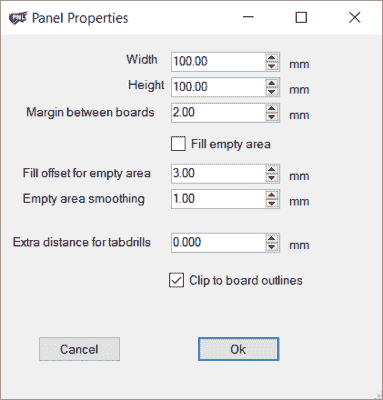 Panel Properties
Width 100.00 mm
Height 100.00 mm
Margin between boards 2.00 mm
Fill empty area
Fill offset for empty area 3.00 mm
Empty area smoothing 1.00 mm
Extra distance for tabdrills 0.000 mm
Clip to board outlines
Cancel Ok